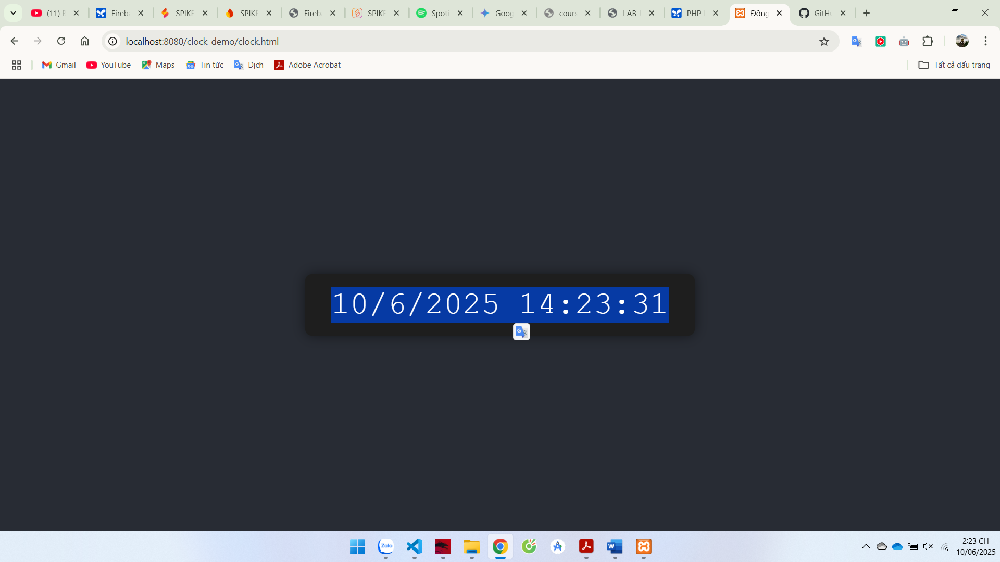 (11) E
Fireb
SPIKE
SPIKE
Fireb
SPIKE
Spoti
Goog
cours
LAB J
PHP
Đồng
GitHu
localhost:8080/clock_demo/clock.html
Gmail
YouTube
Maps
Tin tức
Dịch
Adobe Acrobat
Tất cả dấu trang
10/6/2025 14:23:31
Zalo
2:23 CH
10/06/2025